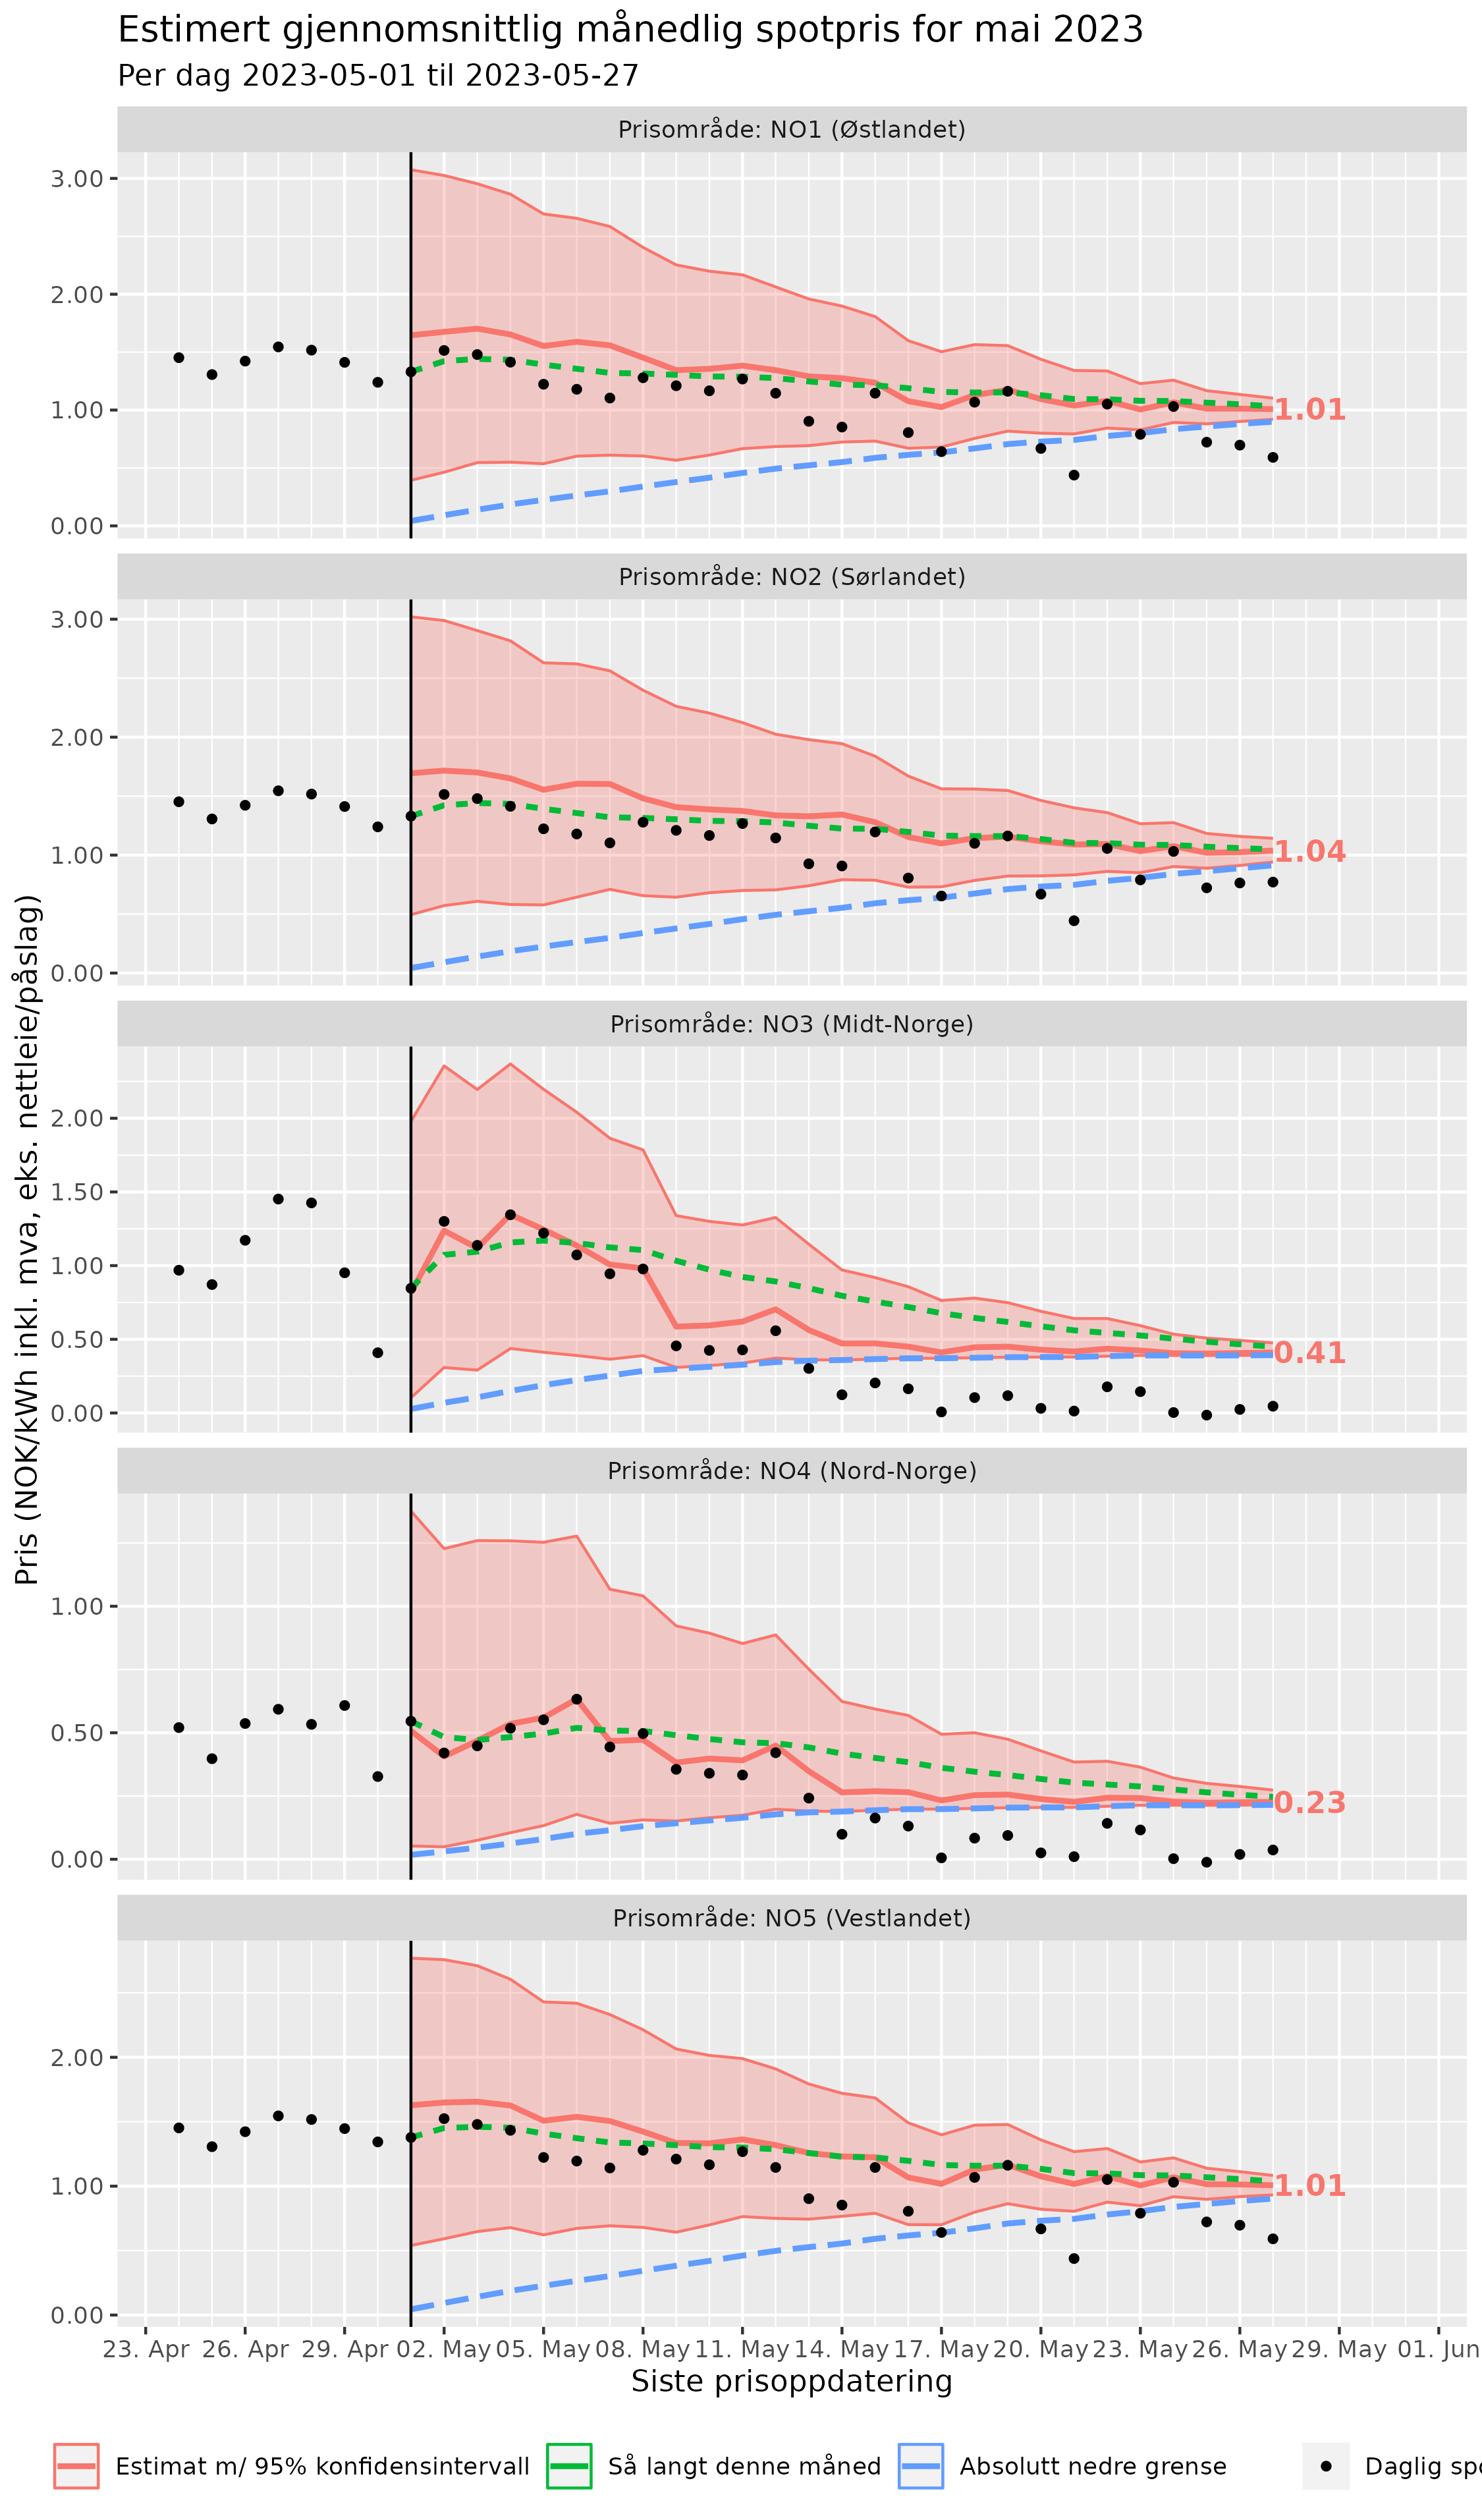 Estimert gjennomsnittlig månedlig spotpris for mai 2023
Per dag 2023-05-01 til 2023-05-27
Pris (NOK/kWh inkl. mva, eks. nettleie/påslag)
Prisområde: NO1 (Østlandet)
3.00
2.00
1.00
0.00
1.01
Prisområde: NO2 (Sørlandet)
3.00
2.00
1.00
0.00
1.04
Prisområde: NO3 (Midt-Norge)
2.00
1.50
1.00
0.50
0.00
0.41
Prisområde: NO4 (Nord-Norge)
1.00
0.50
0.00
0.23
Prisområde: NO5 (Vestlandet)
2.00
1.00
0.00
1.01
23. Apr 26. Apr 29. Apr 02. May 05. May 08. May 11. May 14. May 17. May 20. May 23. May 26. May 29. May 01. Jun
Siste prisoppdatering
Estimat m/ 95% konfidensintervall Så langt denne måned Absolutt nedre grense Daglig